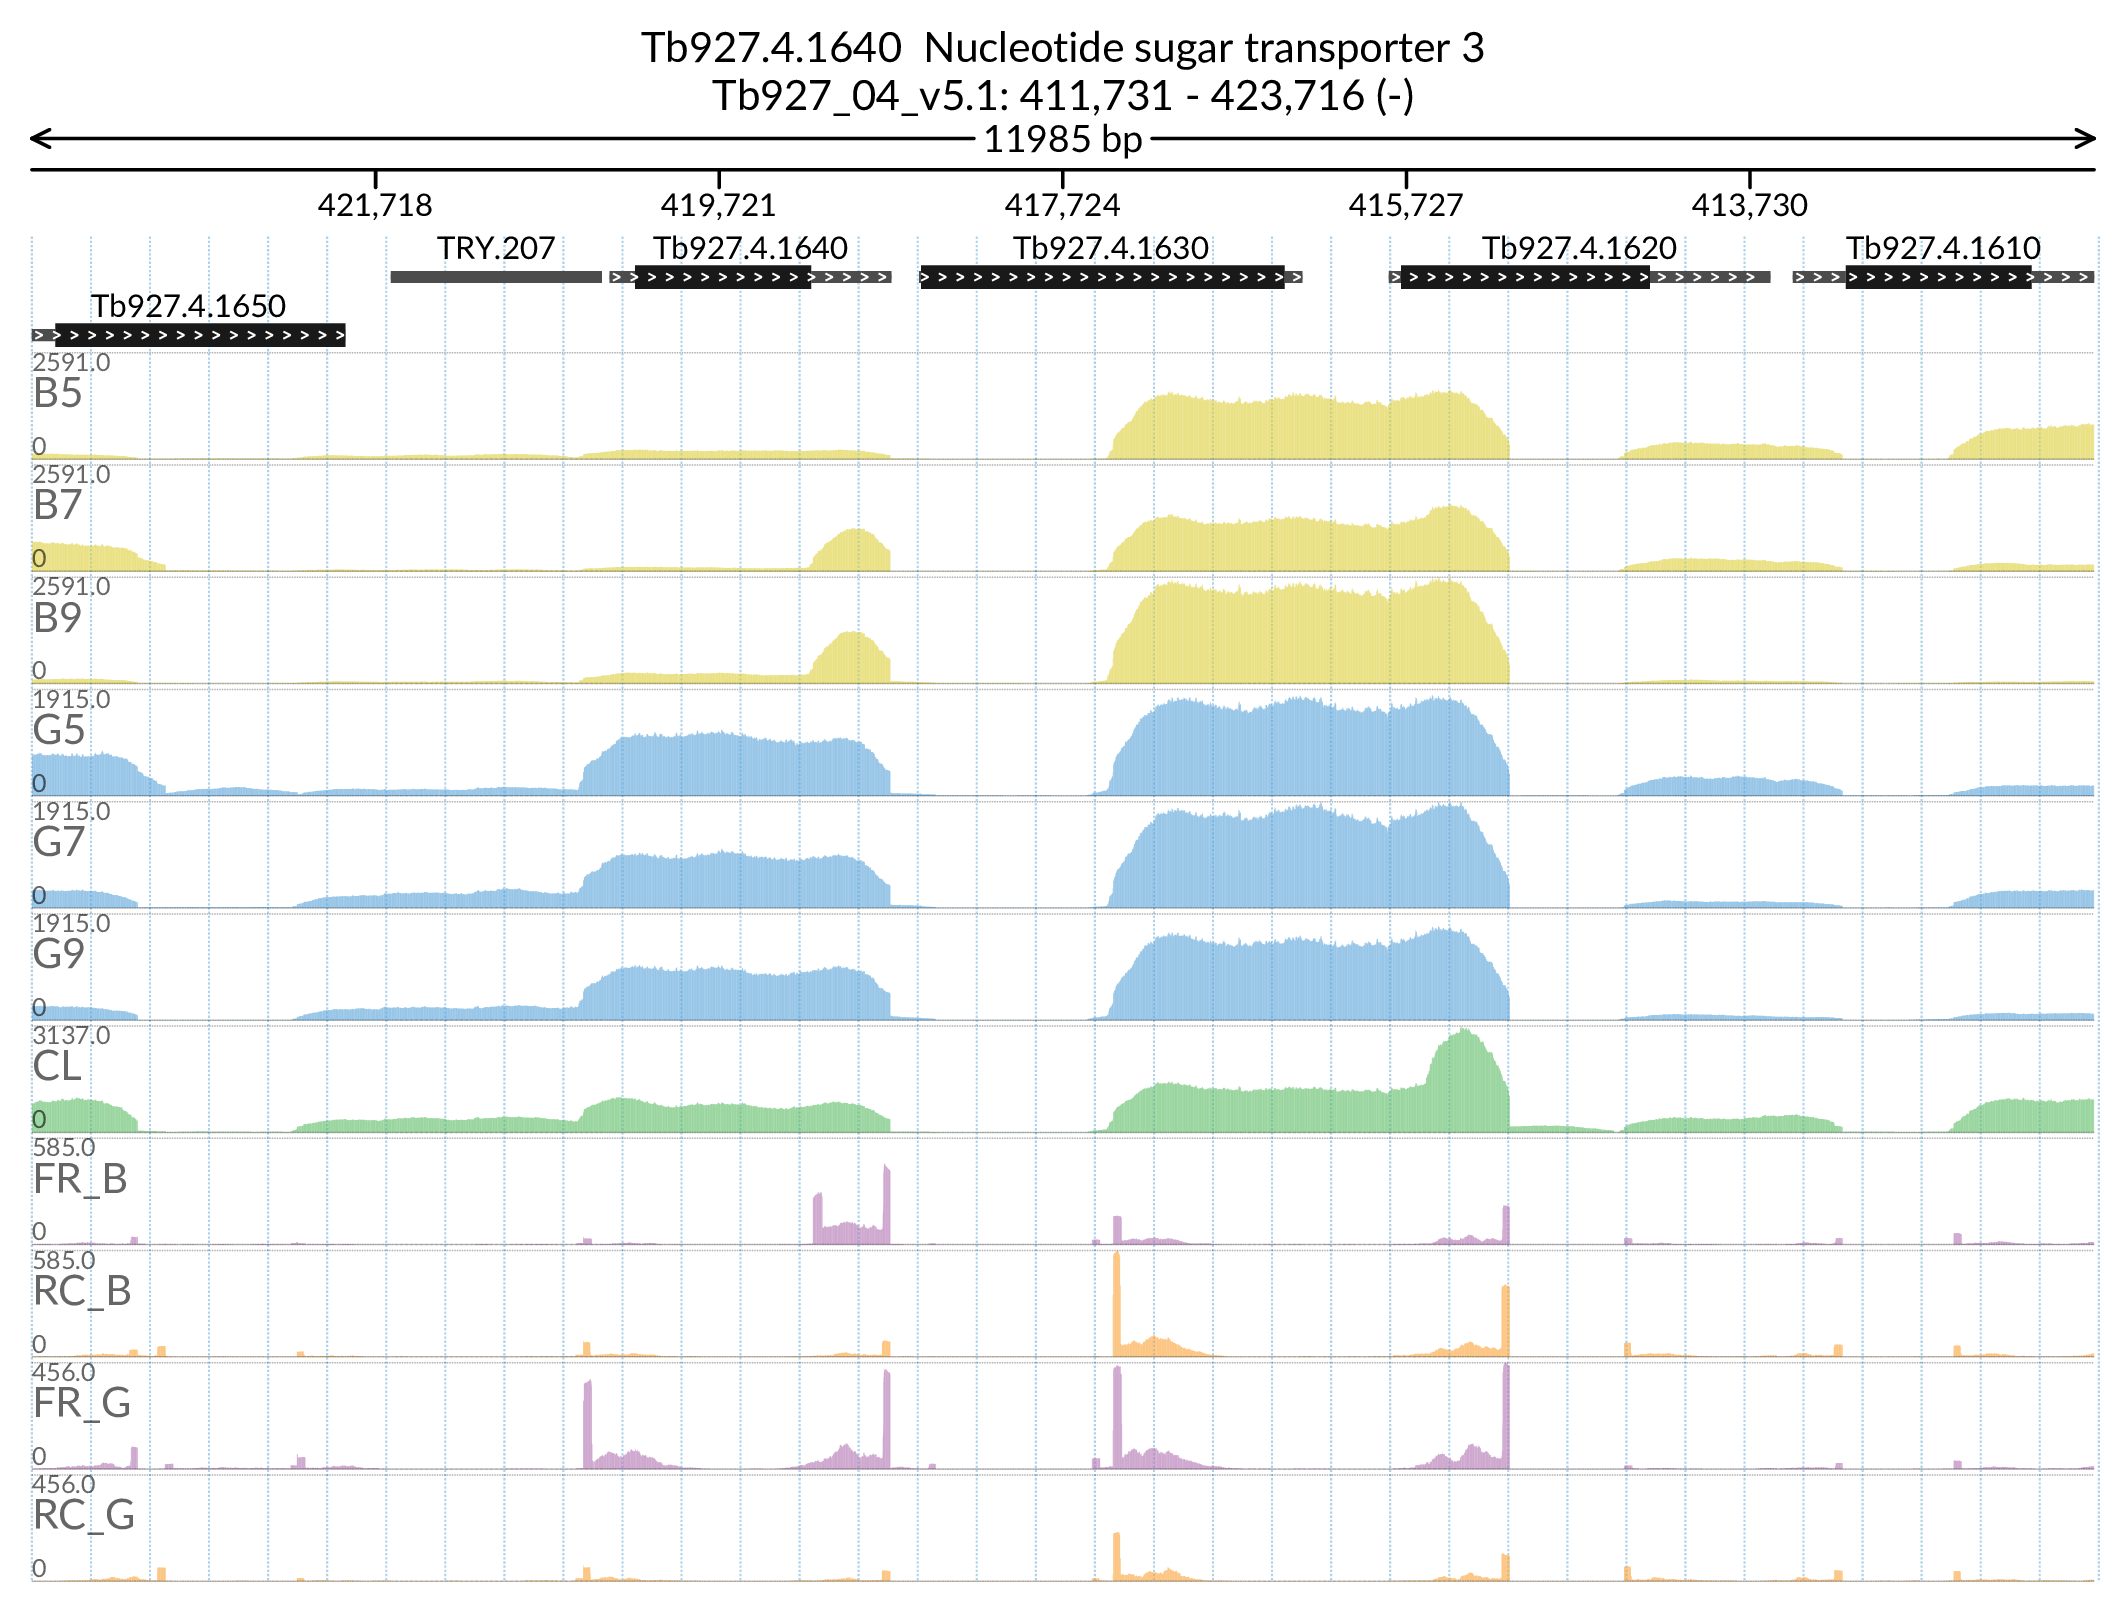 Tb927.4.1640  Nucleotide sugar transporter 3
Tb927_04_v5.1: 411,731 - 423,716 (-)
11985 bp
421,718 419,721 417,724 415,727 413,730
TRY.207 Tb927.4.1640 Tb927.4.1630 Tb927.4.1620 Tb927.4.1610
Tb927.4.1650
2591.0
B5
0
2591.0
B7
0
2591.0
B9
0
1915.0
G5
0
1915.0
G7
0
1915.0
G9
0
3137.0
CL
0
585.0
FR_B
0
585.0
RC_B
0
456.0
FR_G
0
456.0
RC_G
0